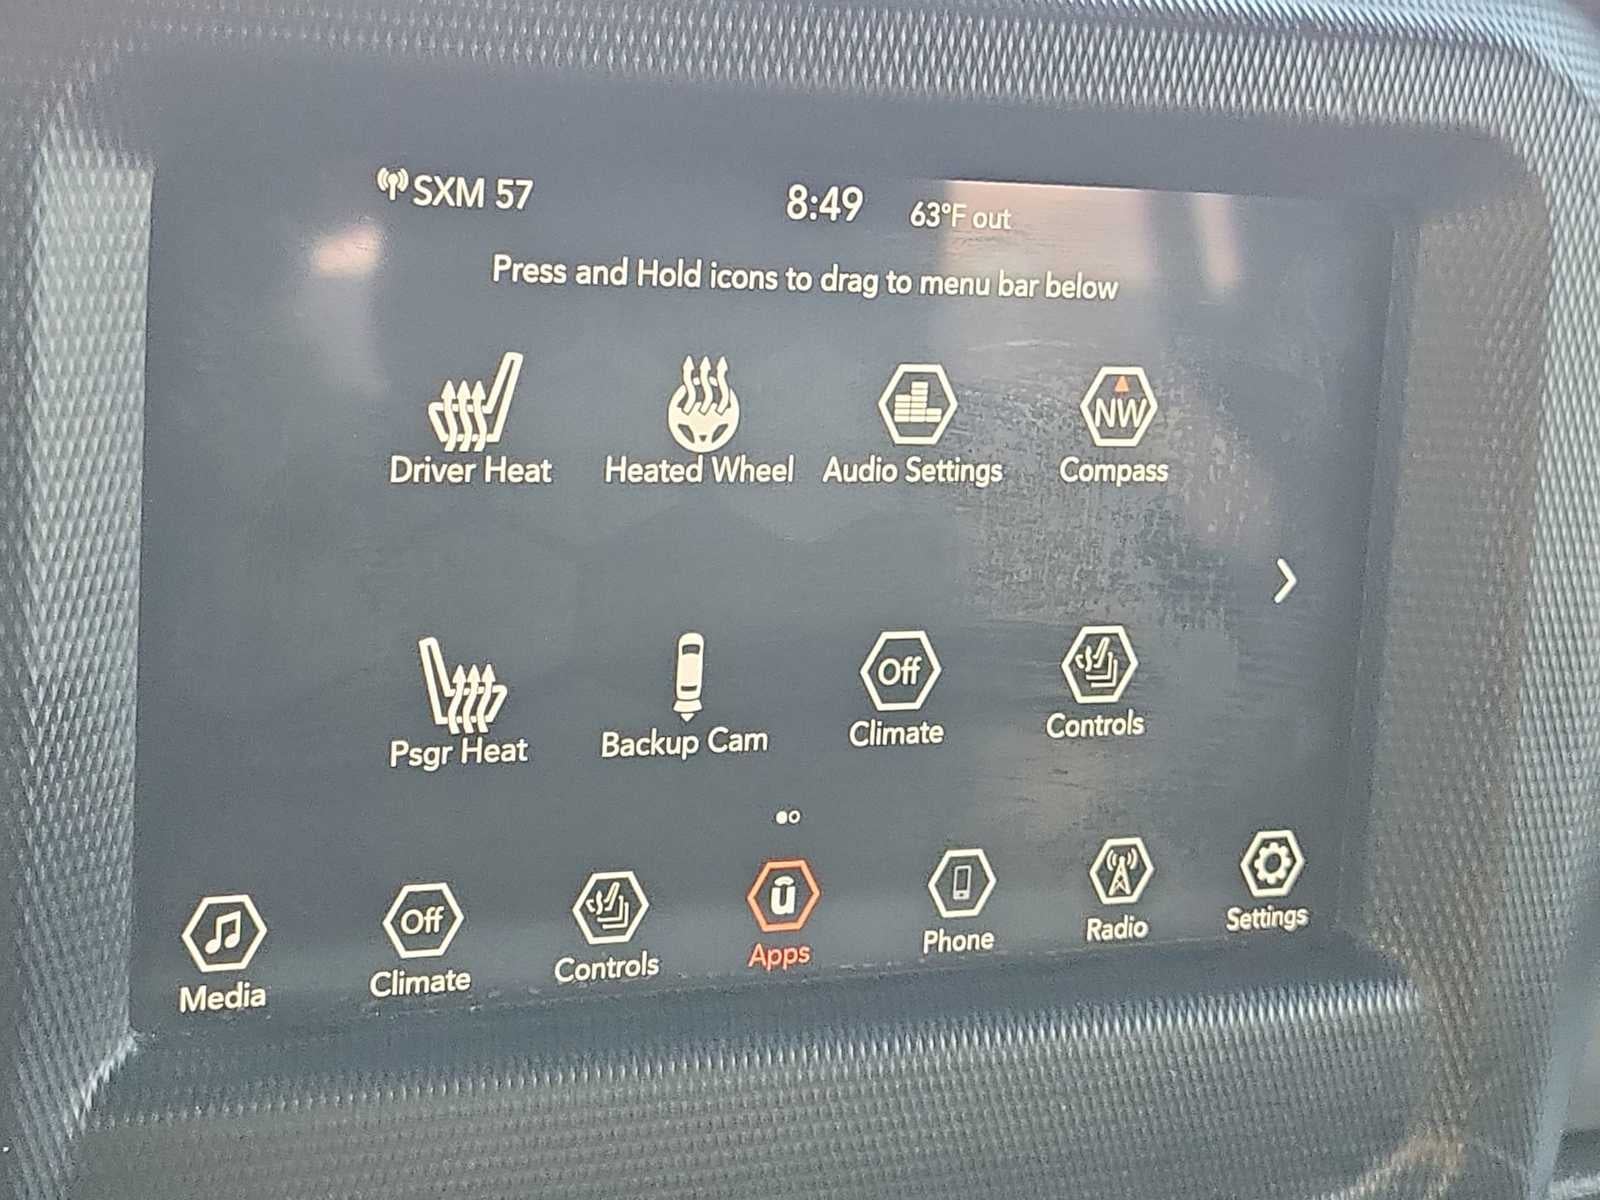 SXM 57 8:49 63°F out
Press and Hold icons to drag to menu bar below
NW
Driver Heat Heated Wheel Audio Settings Compass
Off
Psgr Heat Backup Cam Climate Controls
Off ū
Media Climate Controls Apps Phone Radio Settings